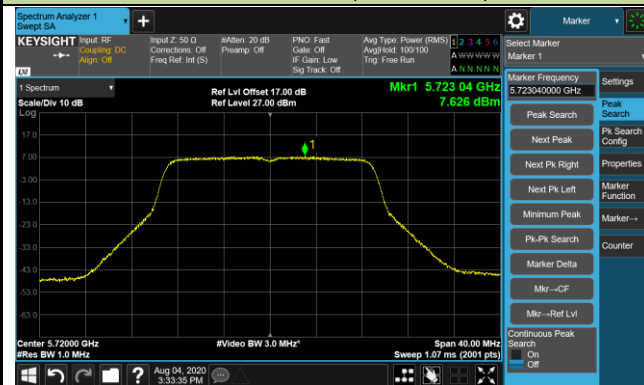 Spectrum Analyzer 1
Swept SA
+
Marker
KEYSIGHT
Input: RF
Coupling: DC
Align: Off
Input Z: 50 Ω
Corrections: Off
Freq Ref: Int (S)
#Atten: 20 dB
Preamp: Off
PNO: Fast
Gate: Off
IF Gain: Low
Sig Track: Off
Avg Type: Power (RMS)
Avg|Hold: 100/100
Trig: Free Run
1 2 3 4 5 6
A W W W W W
A N N N N N
LXI
Select Marker
Marker 1
1 Spectrum
Scale/Div 10 dB
Log
Ref Lvl Offset 17.00 dB
Ref Level 27.00 dBm
Mkr1 5.723 04 GHz
7.626 dBm
1
17.0
7.00
-3.00
-13.0
-23.0
-33.0
-43.0
-53.0
-63.0
Center 5.72000 GHz
#Res BW 1.0 MHz
#Video BW 3.0 MHz*
Span 40.00 MHz
Sweep 1.07 ms (2001 pts)
Marker Frequency
5.723040000 GHz
Peak Search
Next Peak
Next Pk Right
Next Pk Left
Minimum Peak
Pk-Pk Search
Marker Delta
Mkr→CF
Mkr→Ref Lvl
Continuous Peak
Search
On
Off
Settings
Peak
Search
Pk Search
Config
Properties
Marker
Function
Marker→
Counter
?
Aug 04, 2020
3:33:35 PM